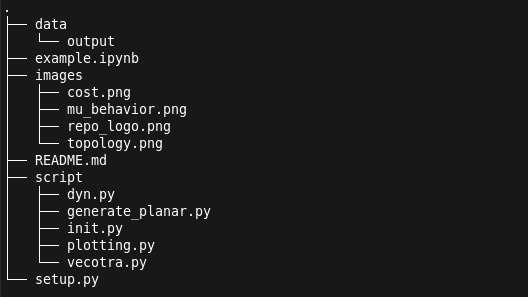 .
├── data
│   └── output
├── example.ipynb
├── images
│   ├── cost.png
│   ├── mu_behavior.png
│   ├── repo_logo.png
│   └── topology.png
├── README.md
├── script
│   ├── dyn.py
│   ├── generate_planar.py
│   ├── init.py
│   ├── plotting.py
│   └── vecotra.py
└── setup.py